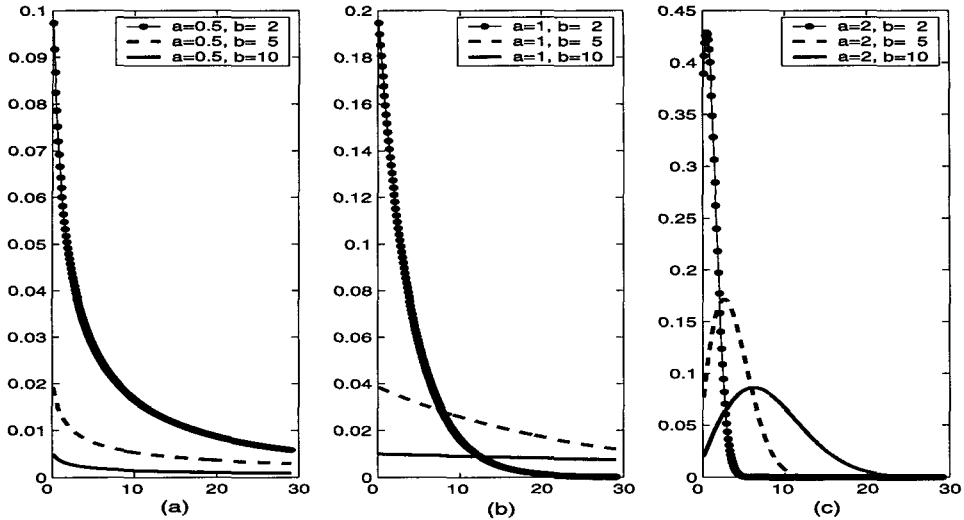 0.1
0.09
0.08
0.07
0.06
0.05
0.04
0.03
0.02
0.01
0
0 10 20 30
a=0.5, b= 2
a=0.5, b= 5
a=0.5, b=10
(a)
0.2
0.18
0.16
0.14
0.12
0.1
0.08
0.06
0.04
0.02
0
0 10 20 30
a=1, b= 2
a=1, b= 5
a=1, b=10
(b)
0.45
0.4
0.35
0.3
0.25
0.2
0.15
0.1
0.05
0
0 10 20 30
a=2, b= 2
a=2, b= 5
a=2, b=10
(c)